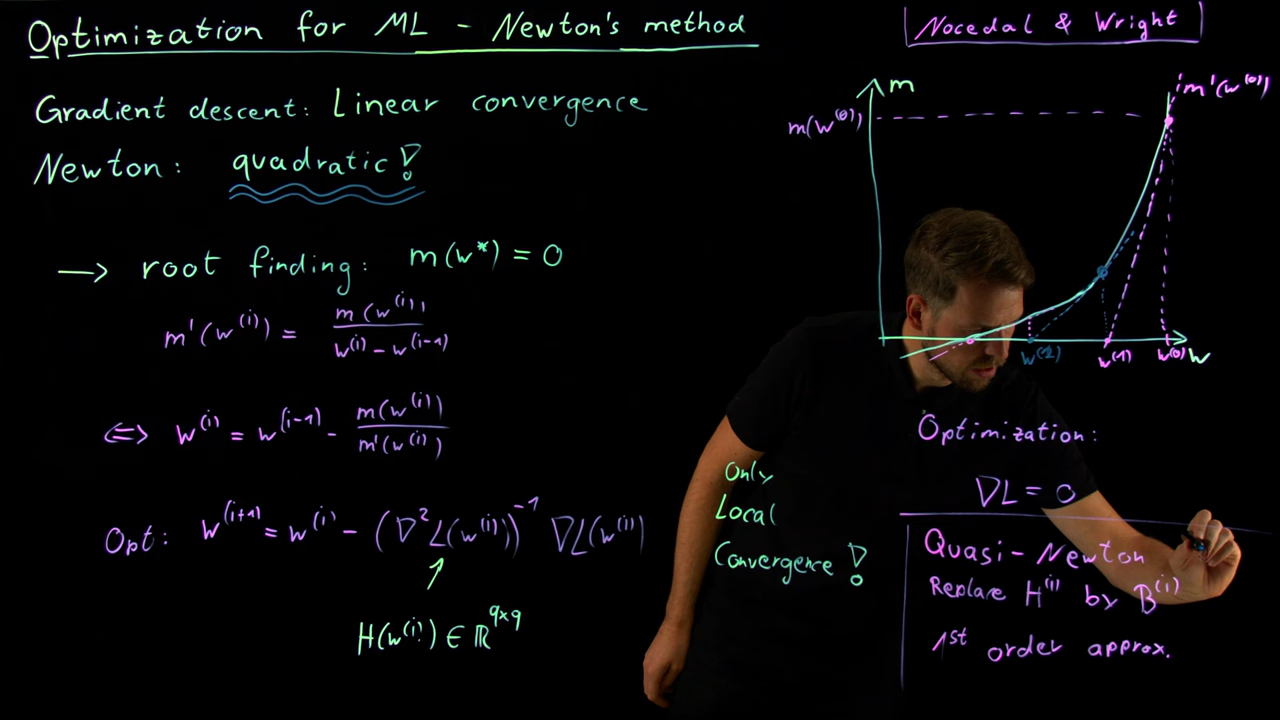 Optimization for ML - Newton's method
Nocedal & Wright
Gradient descent: Linear convergence
Newton: quadratic!
→ root finding: m(w*) = 0
m'(w⁽ⁱ⁾) = m(w⁽ⁱ⁾) / w⁽ⁱ⁾ - w⁽ⁱ⁻¹⁾
⇔ w⁽ⁱ⁾ = w⁽ⁱ⁻¹⁾ - m(w⁽ⁱ⁾) / m'(w⁽ⁱ⁾)
Opt: w⁽ⁱ⁺¹⁾ = w⁽ⁱ⁾ - (∇²L(w⁽ⁱ⁾))⁻¹ ∇L(w⁽ⁱ⁾)
↑
H(w⁽ⁱ⁾) ∈ ℝ^q×q
m
m'(w⁽⁰⁾)
m(w⁽⁰⁾)
w⁽²⁾ w⁽¹⁾ w⁽⁰⁾ w
Only
Local
Convergence!
Optimization:
∇L = 0
Quasi-Newton
Replace H⁽ⁱ⁾ by B⁽ⁱ⁾
1st order approx.